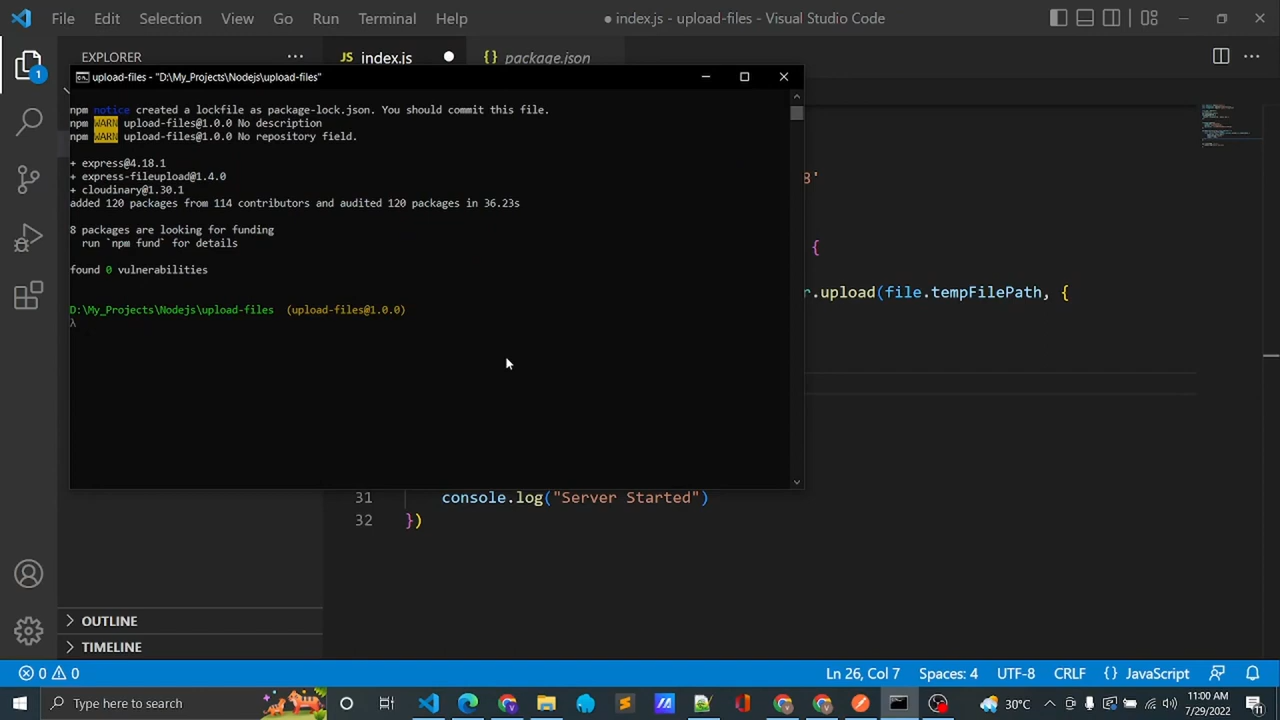 File Edit Selection View Go Run Terminal Help
● index.js - upload-files - Visual Studio Code
EXPLORER
JS index.js
{} package.json
1
upload-files - "D:\My_Projects\Nodejs\upload-files"
npm notice created a lockfile as package-lock.json. You should commit this file.
npm WARN upload-files@1.0.0 No description
npm WARN upload-files@1.0.0 No repository field.
+ express@4.18.1
+ express-fileupload@1.4.0
+ cloudinary@1.30.1
added 120 packages from 114 contributors and audited 120 packages in 36.23s
8 packages are looking for funding
run `npm fund` for details
found 0 vulnerabilities
D:\My_Projects\Nodejs\upload-files (upload-files@1.0.0)
λ
8'
{
r.upload(file.tempFilePath, {
31 console.log("Server Started")
32 })
OUTLINE
TIMELINE
0 0
Ln 26, Col 7 Spaces: 4 UTF-8 CRLF {} JavaScript
Type here to search
30°C
11:00 AM
7/29/2022
11